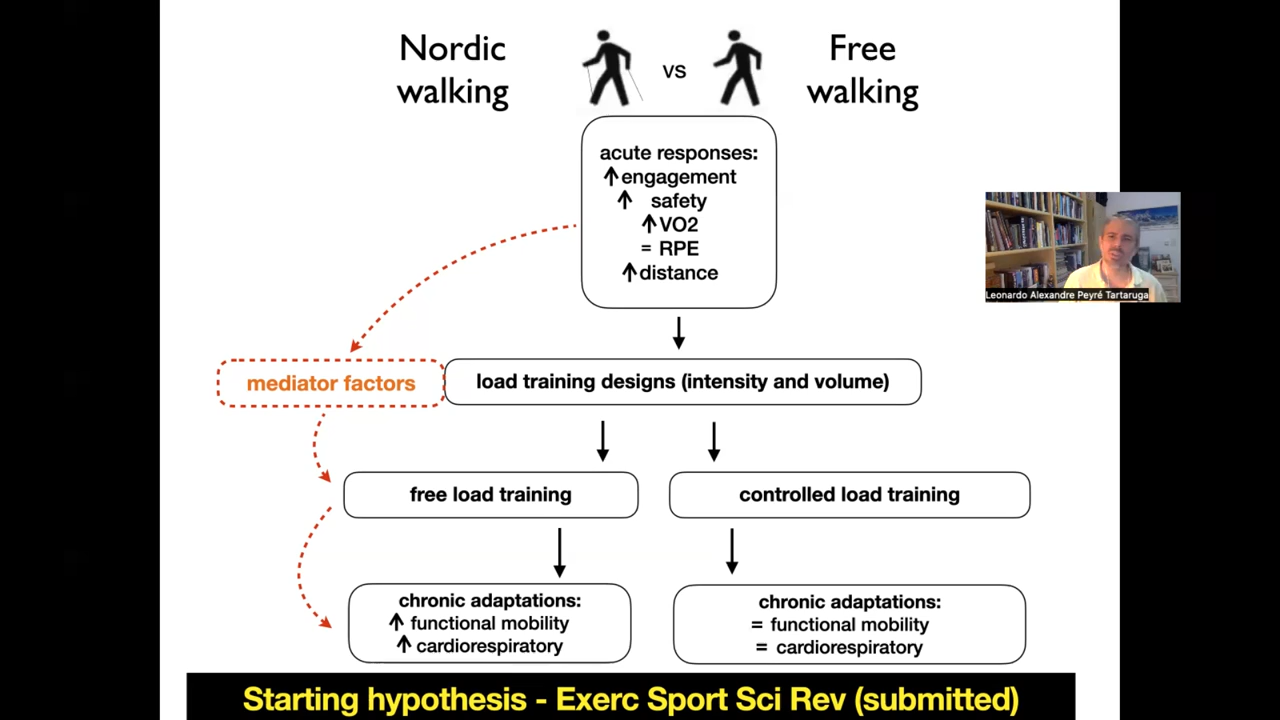 Nordic
walking
vs
Free
walking
acute responses:
↑engagement
↑ safety
↑VO2
= RPE
↑distance
Leonardo Alexandre Peyré Tartaruga
mediator factors
load training designs (intensity and volume)
free load training
controlled load training
chronic adaptations:
↑ functional mobility
↑ cardiorespiratory
chronic adaptations:
= functional mobility
= cardiorespiratory
Starting hypothesis - Exerc Sport Sci Rev (submitted)